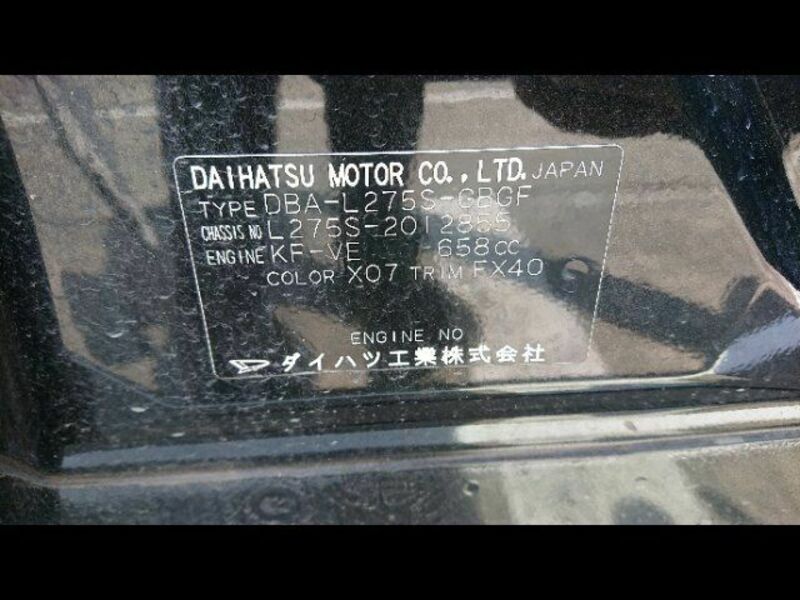 DAIHATSU MOTOR CO., LTD. JAPAN
TYPE DBA-L275S-GBGF
CHASSIS NO L275S-2012855
ENGINE KF-VE 658cc
COLOR X07 TRIM FX40
ENGINE NO
ダイハツ工業株式会社